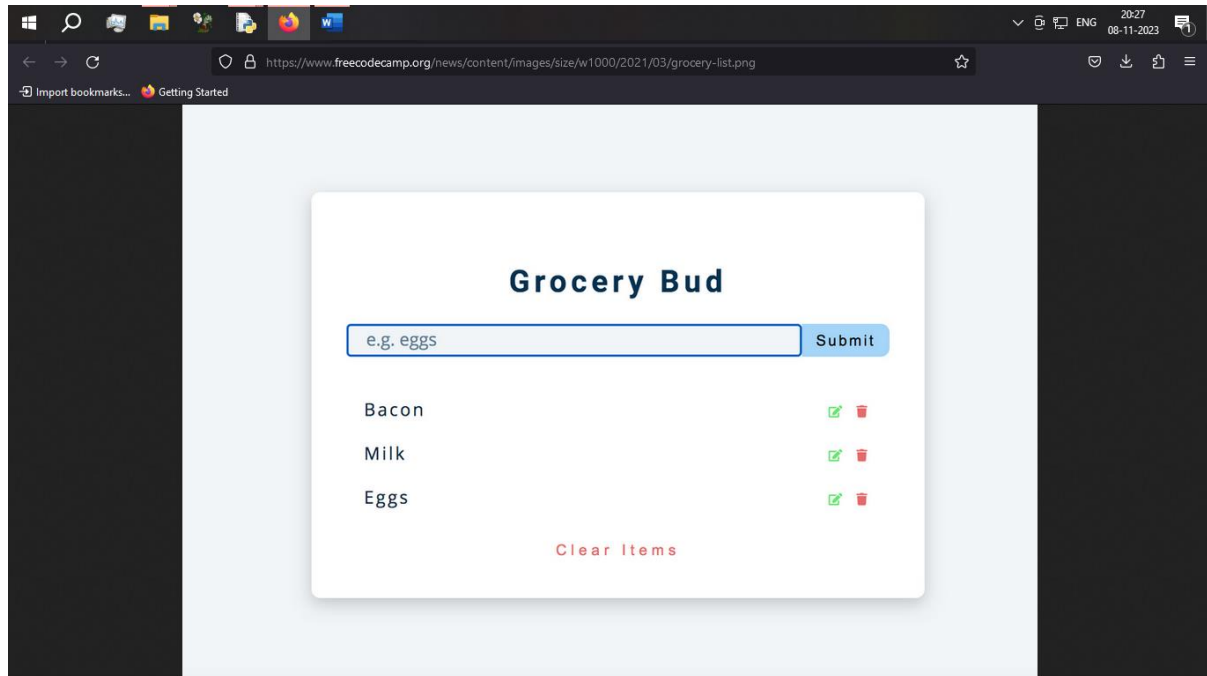 W
ENG
20:27
08-11-2023
1
https://www.freecodecamp.org/news/content/images/size/w1000/2021/03/grocery-list.png
Import bookmarks...
Getting Started
Grocery Bud
e.g. eggs
Submit
Bacon
Milk
Eggs
Clear Items